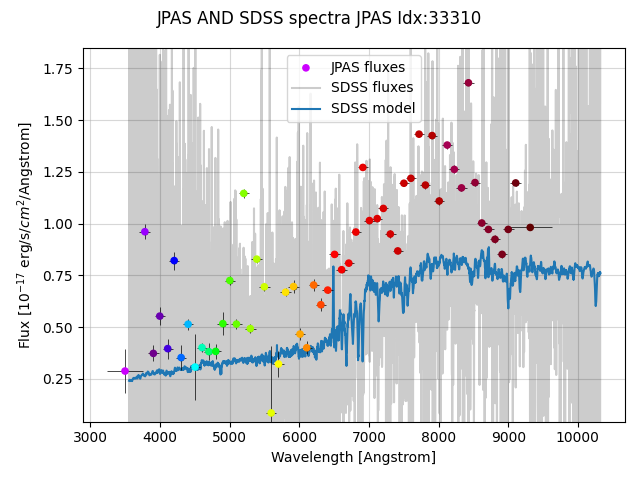 JPAS AND SDSS spectra JPAS Idx:33310
JPAS fluxes
SDSS fluxes
SDSS model
1.75
1.50
1.25
1.00
0.75
0.50
0.25
Flux [10⁻¹⁷ erg/s/cm²/Angstrom]
3000 4000 5000 6000 7000 8000 9000 10000
Wavelength [Angstrom]